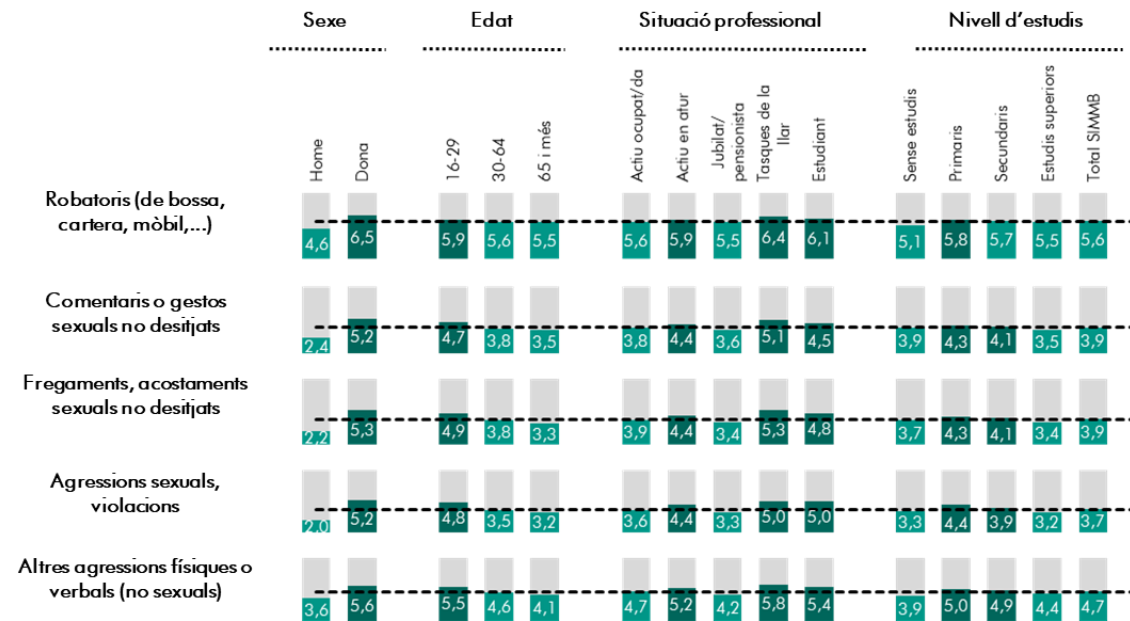 Sexe Edat Situació professional Nivell d'estudis
Home Dona 16-29 30-64 65 i més Actiu ocupat/da Actiu en atur Jubilat/ pensionista Tasques de la llar Estudiant Sense estudis Primaris Secundaris Estudis superiors Total SIMMB
Robatoris (de bossa,
cartera, mòbil,...)
4,6 6,5 5,9 5,6 5,5 5,6 5,9 5,5 6,4 6,1 5,1 5,8 5,7 5,5 5,6
Comentaris o gestos
sexuals no desitjats
2,4 5,2 4,7 3,8 3,5 3,8 4,4 3,6 5,1 4,5 3,9 4,3 4,1 3,5 3,9
Fregaments, acostaments
sexuals no desitjats
2,2 5,3 4,9 3,8 3,3 3,9 4,4 3,4 5,3 4,8 3,7 4,3 4,1 3,4 3,9
Agressions sexuals,
violacions
2,0 5,2 4,8 3,5 3,2 3,6 4,4 3,3 5,0 5,0 3,3 4,4 3,9 3,2 3,7
Altres agressions físiques o
verbals (no sexuals)
3,6 5,6 5,5 4,6 4,1 4,7 5,2 4,2 5,8 5,4 3,9 5,0 4,9 4,4 4,7